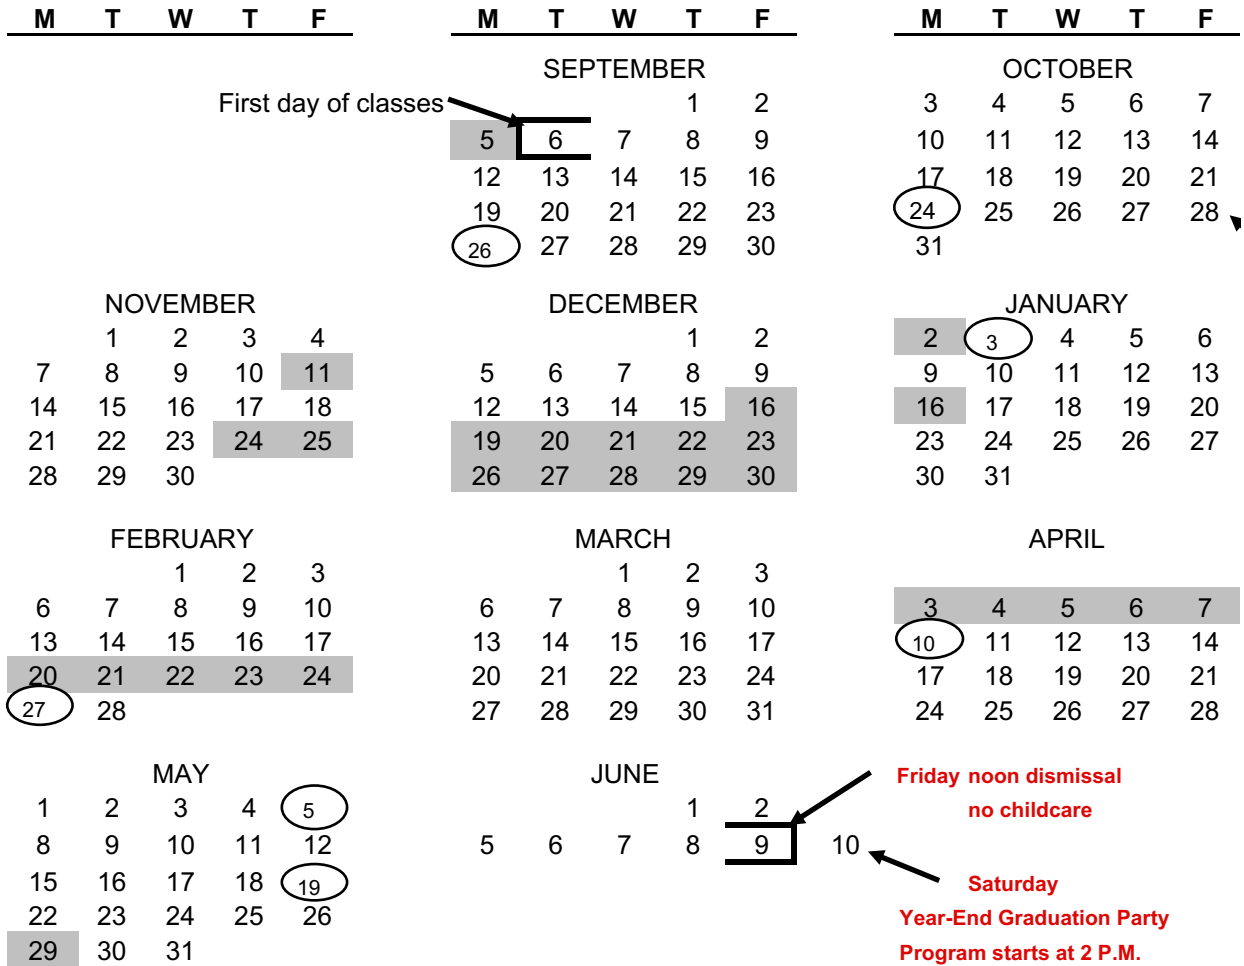 M T W T F M T W T F M T W T F
SEPTEMBER OCTOBER
First day of classes 1 2 3 4 5 6 7
5 6 7 8 9 10 11 12 13 14
12 13 14 15 16 17 18 19 20 21
19 20 21 22 23 24 25 26 27 28
26 27 28 29 30 31
NOVEMBER DECEMBER JANUARY
1 2 3 4 1 2 2 3 4 5 6
7 8 9 10 11 5 6 7 8 9 9 10 11 12 13
14 15 16 17 18 12 13 14 15 16 16 17 18 19 20
21 22 23 24 25 19 20 21 22 23 23 24 25 26 27
28 29 30 26 27 28 29 30 30 31
FEBRUARY MARCH APRIL
1 2 3 1 2 3
6 7 8 9 10 6 7 8 9 10 3 4 5 6 7
13 14 15 16 17 13 14 15 16 17 10 11 12 13 14
20 21 22 23 24 20 21 22 23 24 17 18 19 20 21
27 28 27 28 29 30 31 24 25 26 27 28
MAY JUNE Friday noon dismissal
1 2 3 4 5 1 2 no childcare
8 9 10 11 12 5 6 7 8 9 10
15 16 17 18 19 Saturday
22 23 24 25 26 Year-End Graduation Party
29 30 31 Program starts at 2 P.M.